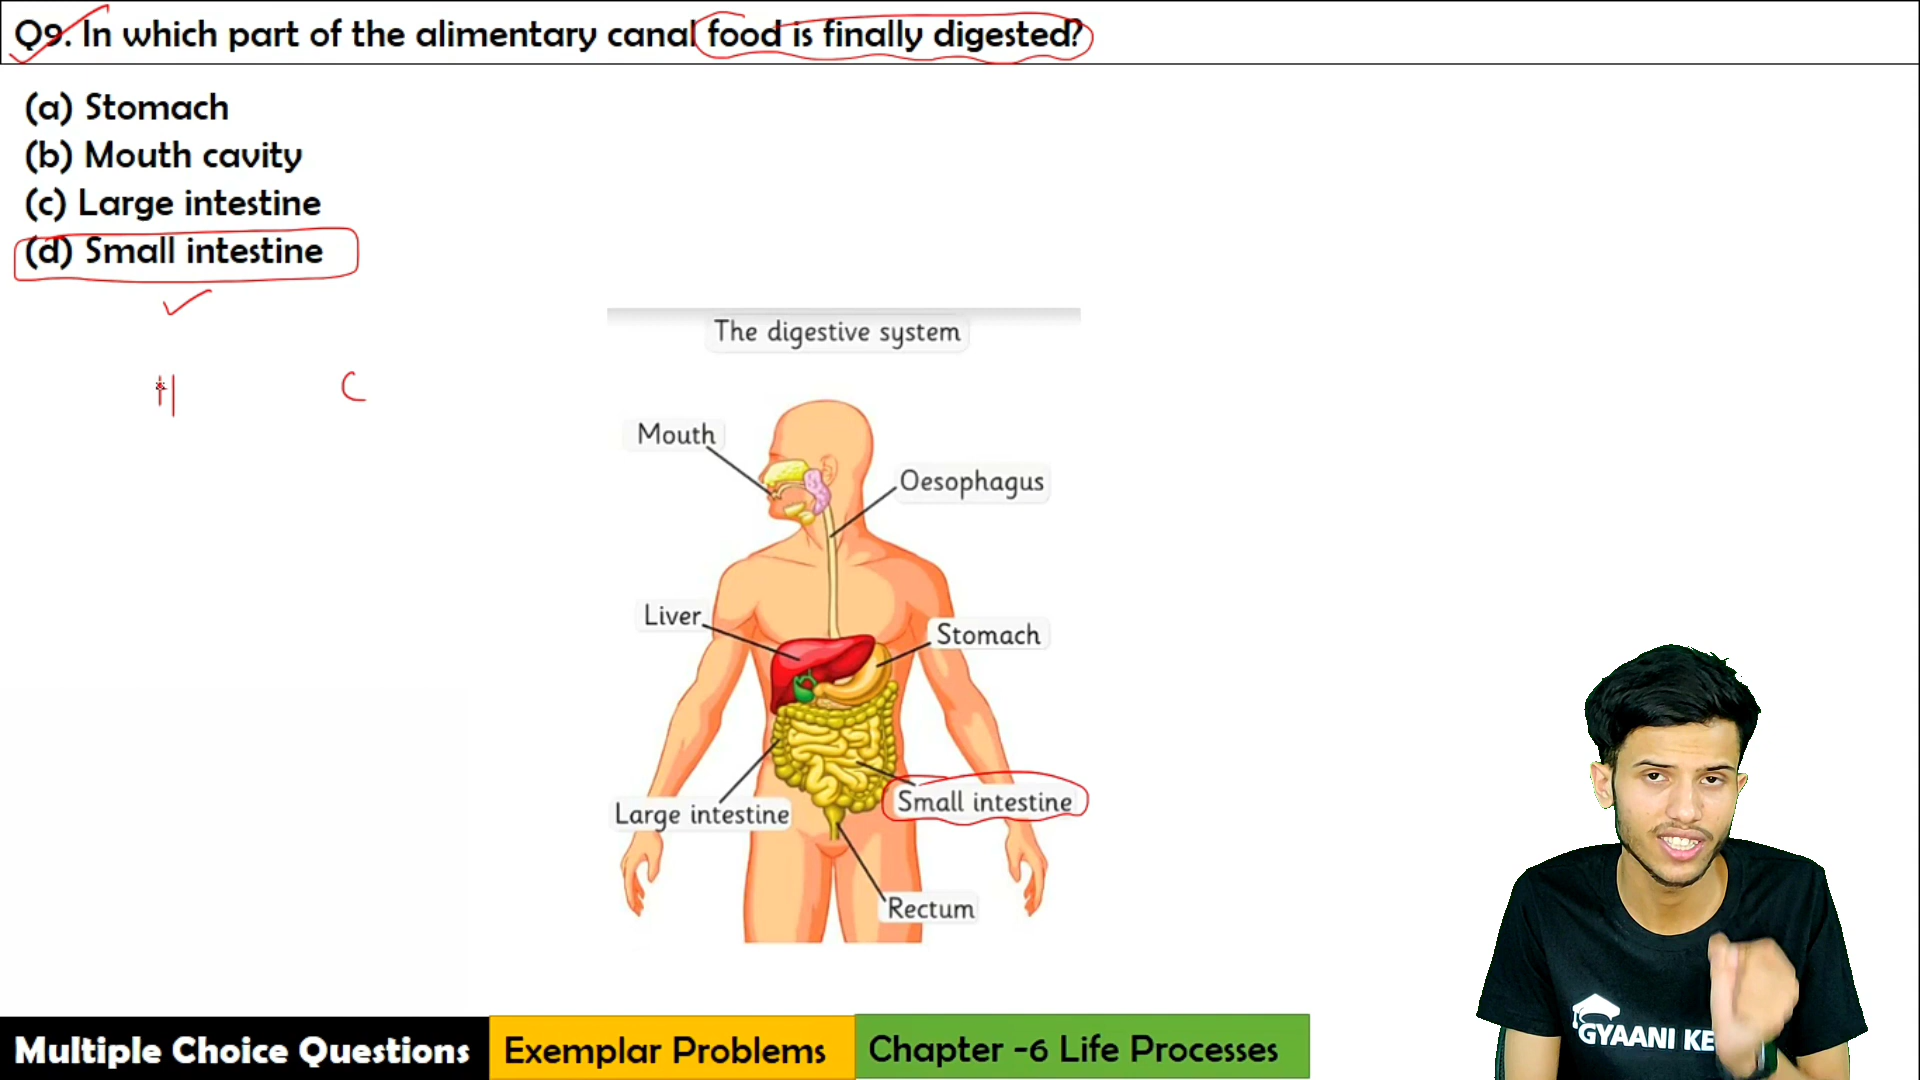 Q9. In which part of the alimentary canal food is finally digested?
(a) Stomach
(b) Mouth cavity
(c) Large intestine
(d) Small intestine
H C
The digestive system
Mouth
Oesophagus
Liver
Stomach
Large intestine
Small intestine
Rectum
GYAANI KE
Multiple Choice Questions Exemplar Problems Chapter -6 Life Processes